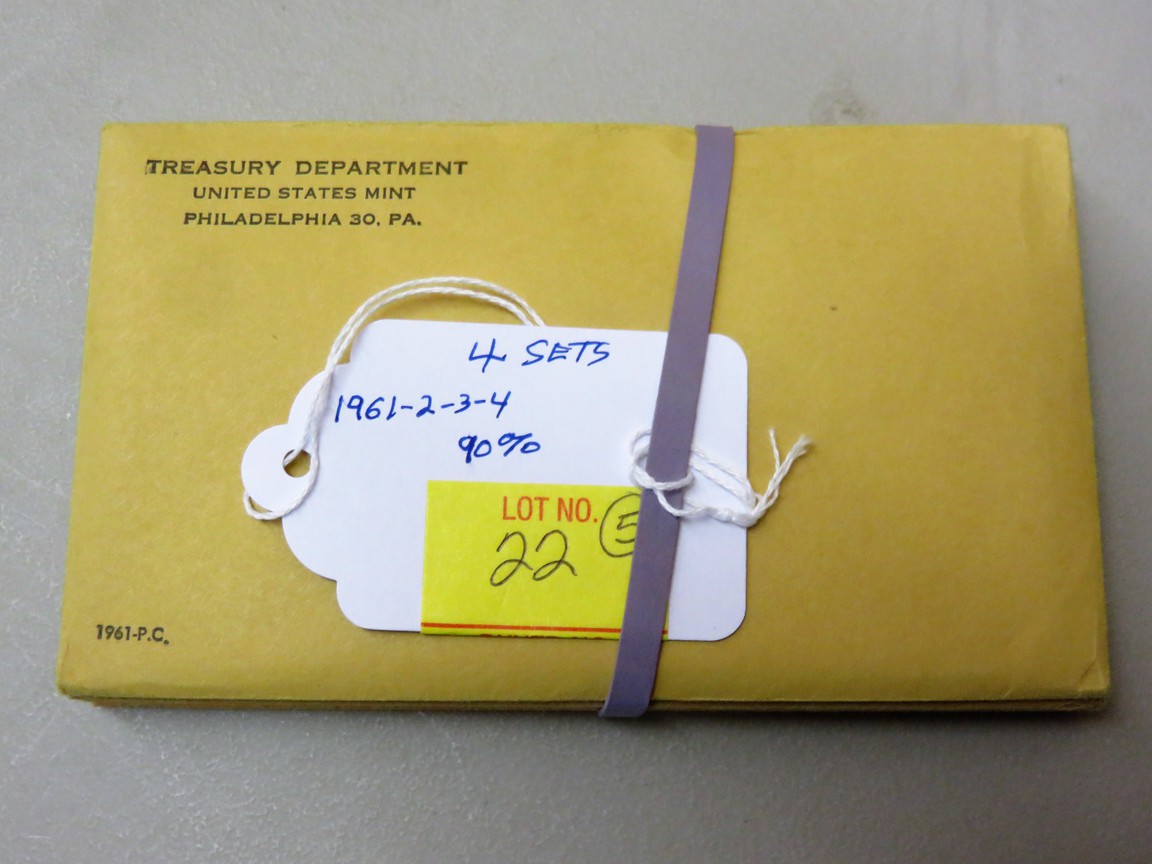 TREASURY DEPARTMENT
UNITED STATES MINT
PHILADELPHIA 30, PA.
4 SETS
1961-2-3-4
90%
LOT NO.
22 5
1961-P.C.